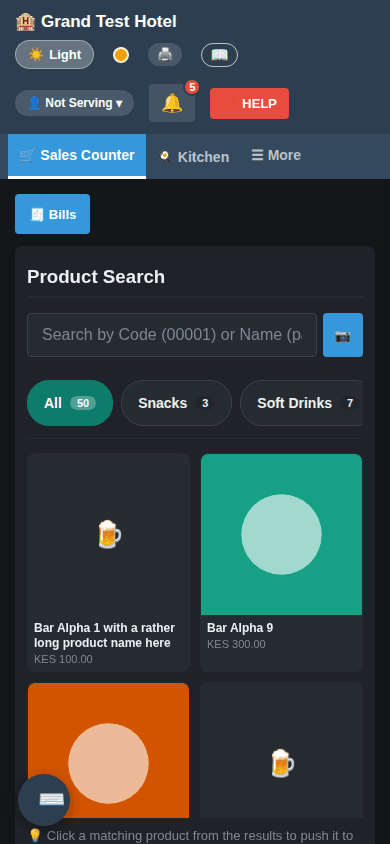 Grand Test Hotel
Light
Not Serving ▾
5
HELP
Sales Counter
Kitchen
☰ More
Bills
Product Search
Search by Code (00001) or Name (p
All 50
Snacks 3
Soft Drinks 7
Bar Alpha 1 with a rather
long product name here
KES 100.00
Bar Alpha 9
KES 300.00
Click a matching product from the results to push it to